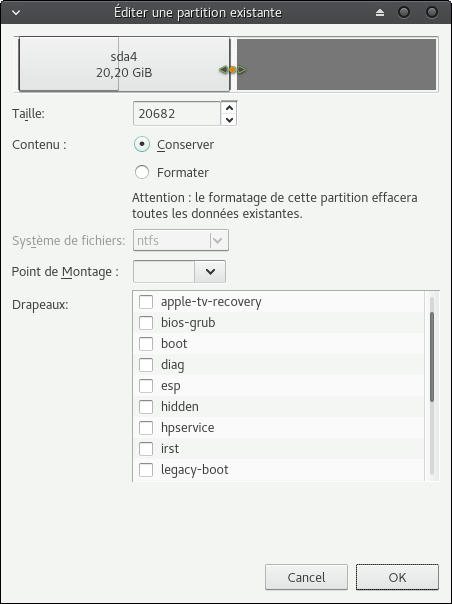 Éditer une partition existante
sda4
20,20 GiB
Taille:
20682
Contenu :
Conserver
Formater
Attention : le formatage de cette partition effacera
toutes les données existantes.
Système de fichiers:
ntfs
Point de Montage :
Drapeaux:
apple-tv-recovery
bios-grub
boot
diag
esp
hidden
hpservice
irst
legacy-boot
Cancel
OK